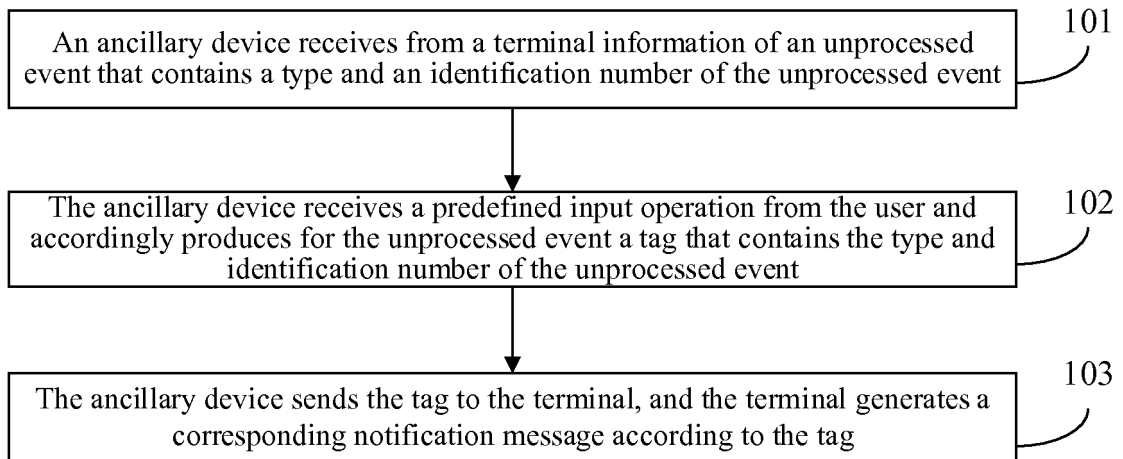 101
An ancillary device receives from a terminal information of an unprocessed
event that contains a type and an identification number of the unprocessed event
102
The ancillary device receives a predefined input operation from the user and
accordingly produces for the unprocessed event a tag that contains the type and
identification number of the unprocessed event
103
The ancillary device sends the tag to the terminal, and the terminal generates a
corresponding notification message according to the tag